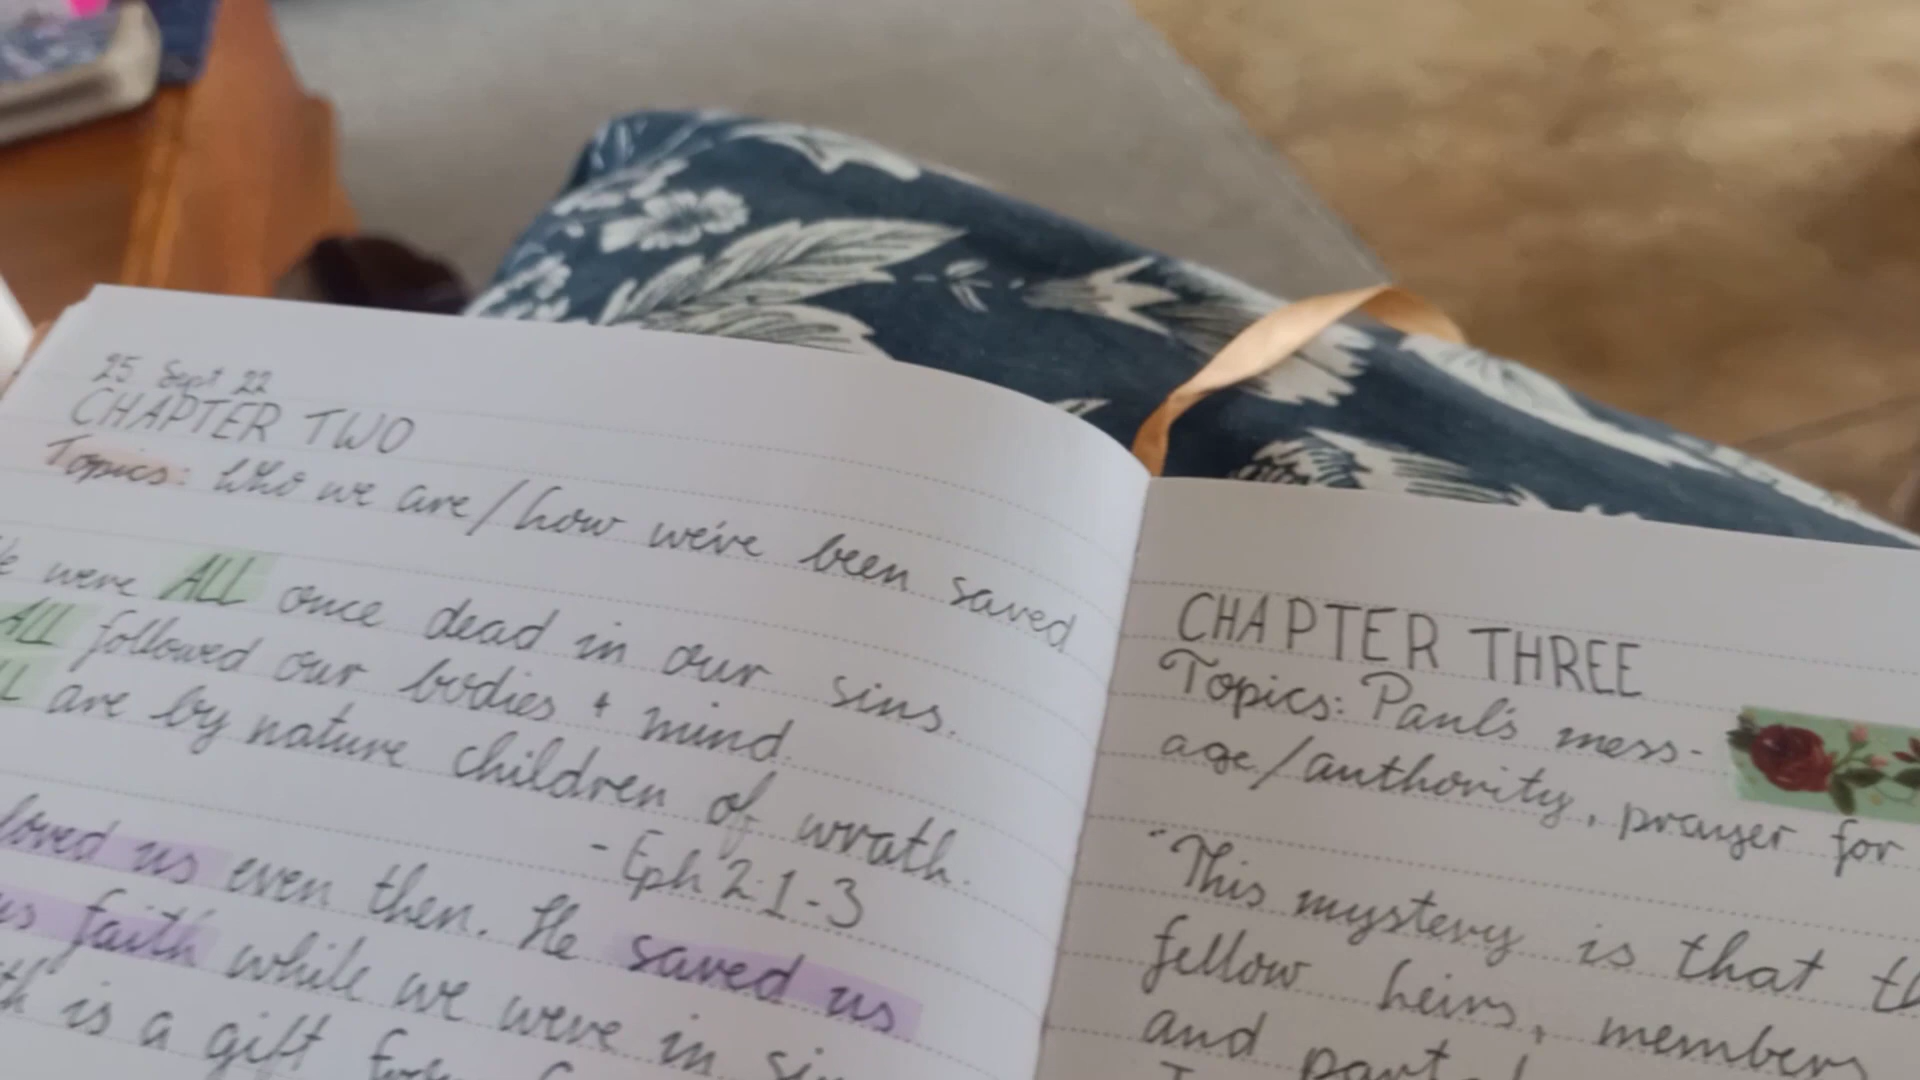 25 Sept 22
CHAPTER TWO
Topics: Who we are/how we've been saved
were ALL once dead in our sins.
ALL followed our bodies + mind.
are by nature children of wrath.
- Eph 2:1-3
loved us even then. He saved us
faith while we were in
is a gift
CHAPTER THREE
Topics: Paul's mess-
age/authority, prayer for
"This mystery is that
fellow heirs, members
and